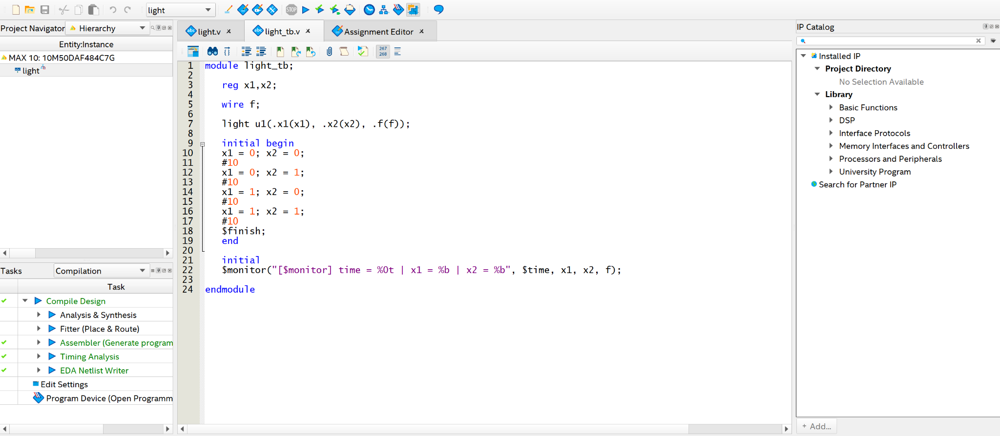 light
Project Navigator Hierarchy
Entity:Instance
MAX 10: 10M50DAF484C7G
light
Tasks Compilation
Task
Compile Design
Analysis & Synthesis
Fitter (Place & Route)
Assembler (Generate program
Timing Analysis
EDA Netlist Writer
Edit Settings
Program Device (Open Programm
light.v light_tb.v Assignment Editor
267
268
1 module light_tb;
2
3 reg x1,x2;
4
5 wire f;
6
7 light u1(.x1(x1), .x2(x2), .f(f));
8
9 initial begin
10 x1 = 0; x2 = 0;
11 #10
12 x1 = 0; x2 = 1;
13 #10
14 x1 = 1; x2 = 0;
15 #10
16 x1 = 1; x2 = 1;
17 #10
18 $finish;
19 end
20
21 initial
22 $monitor("[$monitor] time = %0t | x1 = %b | x2 = %b", $time, x1, x2, f);
23
24 endmodule
IP Catalog
Installed IP
Project Directory
No Selection Available
Library
Basic Functions
DSP
Interface Protocols
Memory Interfaces and Controllers
Processors and Peripherals
University Program
Search for Partner IP
+ Add...
STOP
abc
abc